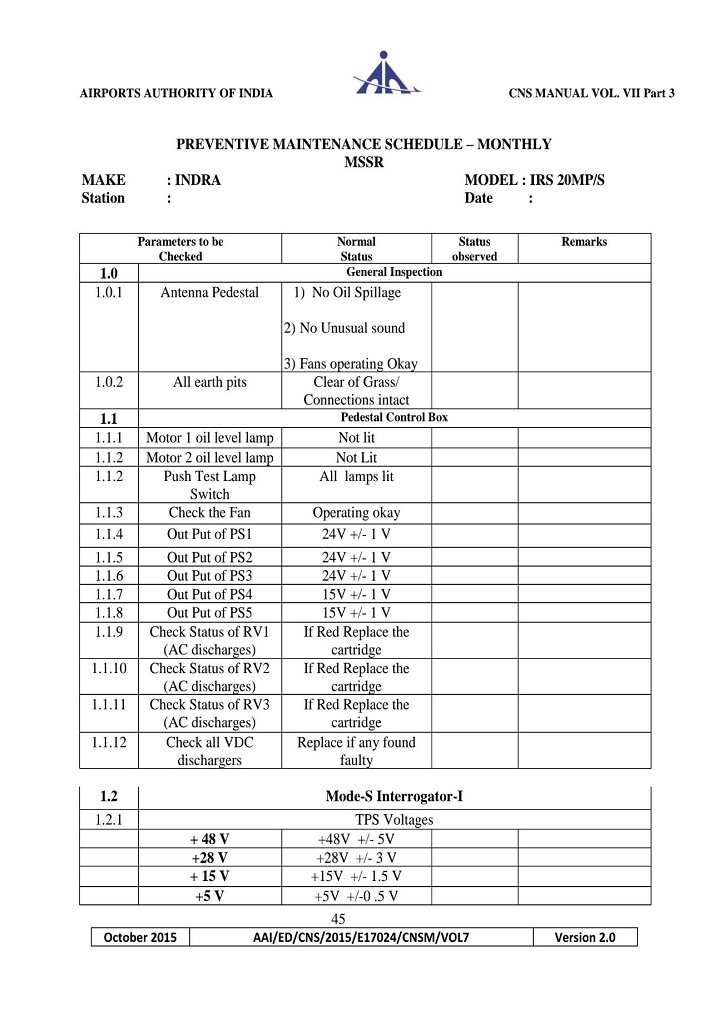 AIRPORTS AUTHORITY OF INDIA
CNS MANUAL VOL. VII Part 3
PREVENTIVE MAINTENANCE SCHEDULE – MONTHLY
MSSR
MAKE : INDRA MODEL : IRS 20MP/S
Station : Date :
Parameters to be Checked Normal Status Status observed Remarks
1.0 General Inspection
1.0.1 Antenna Pedestal 1) No Oil Spillage
2) No Unusual sound
3) Fans operating Okay
1.0.2 All earth pits Clear of Grass/
Connections intact
1.1 Pedestal Control Box
1.1.1 Motor 1 oil level lamp Not lit
1.1.2 Motor 2 oil level lamp Not Lit
1.1.2 Push Test Lamp Switch All lamps lit
1.1.3 Check the Fan Operating okay
1.1.4 Out Put of PS1 24V +/- 1 V
1.1.5 Out Put of PS2 24V +/- 1 V
1.1.6 Out Put of PS3 24V +/- 1 V
1.1.7 Out Put of PS4 15V +/- 1 V
1.1.8 Out Put of PS5 15V +/- 1 V
1.1.9 Check Status of RV1 (AC discharges) If Red Replace the cartridge
1.1.10 Check Status of RV2 (AC discharges) If Red Replace the cartridge
1.1.11 Check Status of RV3 (AC discharges) If Red Replace the cartridge
1.1.12 Check all VDC dischargers Replace if any found faulty
1.2 Mode-S Interrogator-I
1.2.1 TPS Voltages
+ 48 V +48V +/- 5V
+28 V +28V +/- 3 V
+ 15 V +15V +/- 1.5 V
+5 V +5V +/-0 .5 V
45
October 2015 AAI/ED/CNS/2015/E17024/CNSM/VOL7 Version 2.0